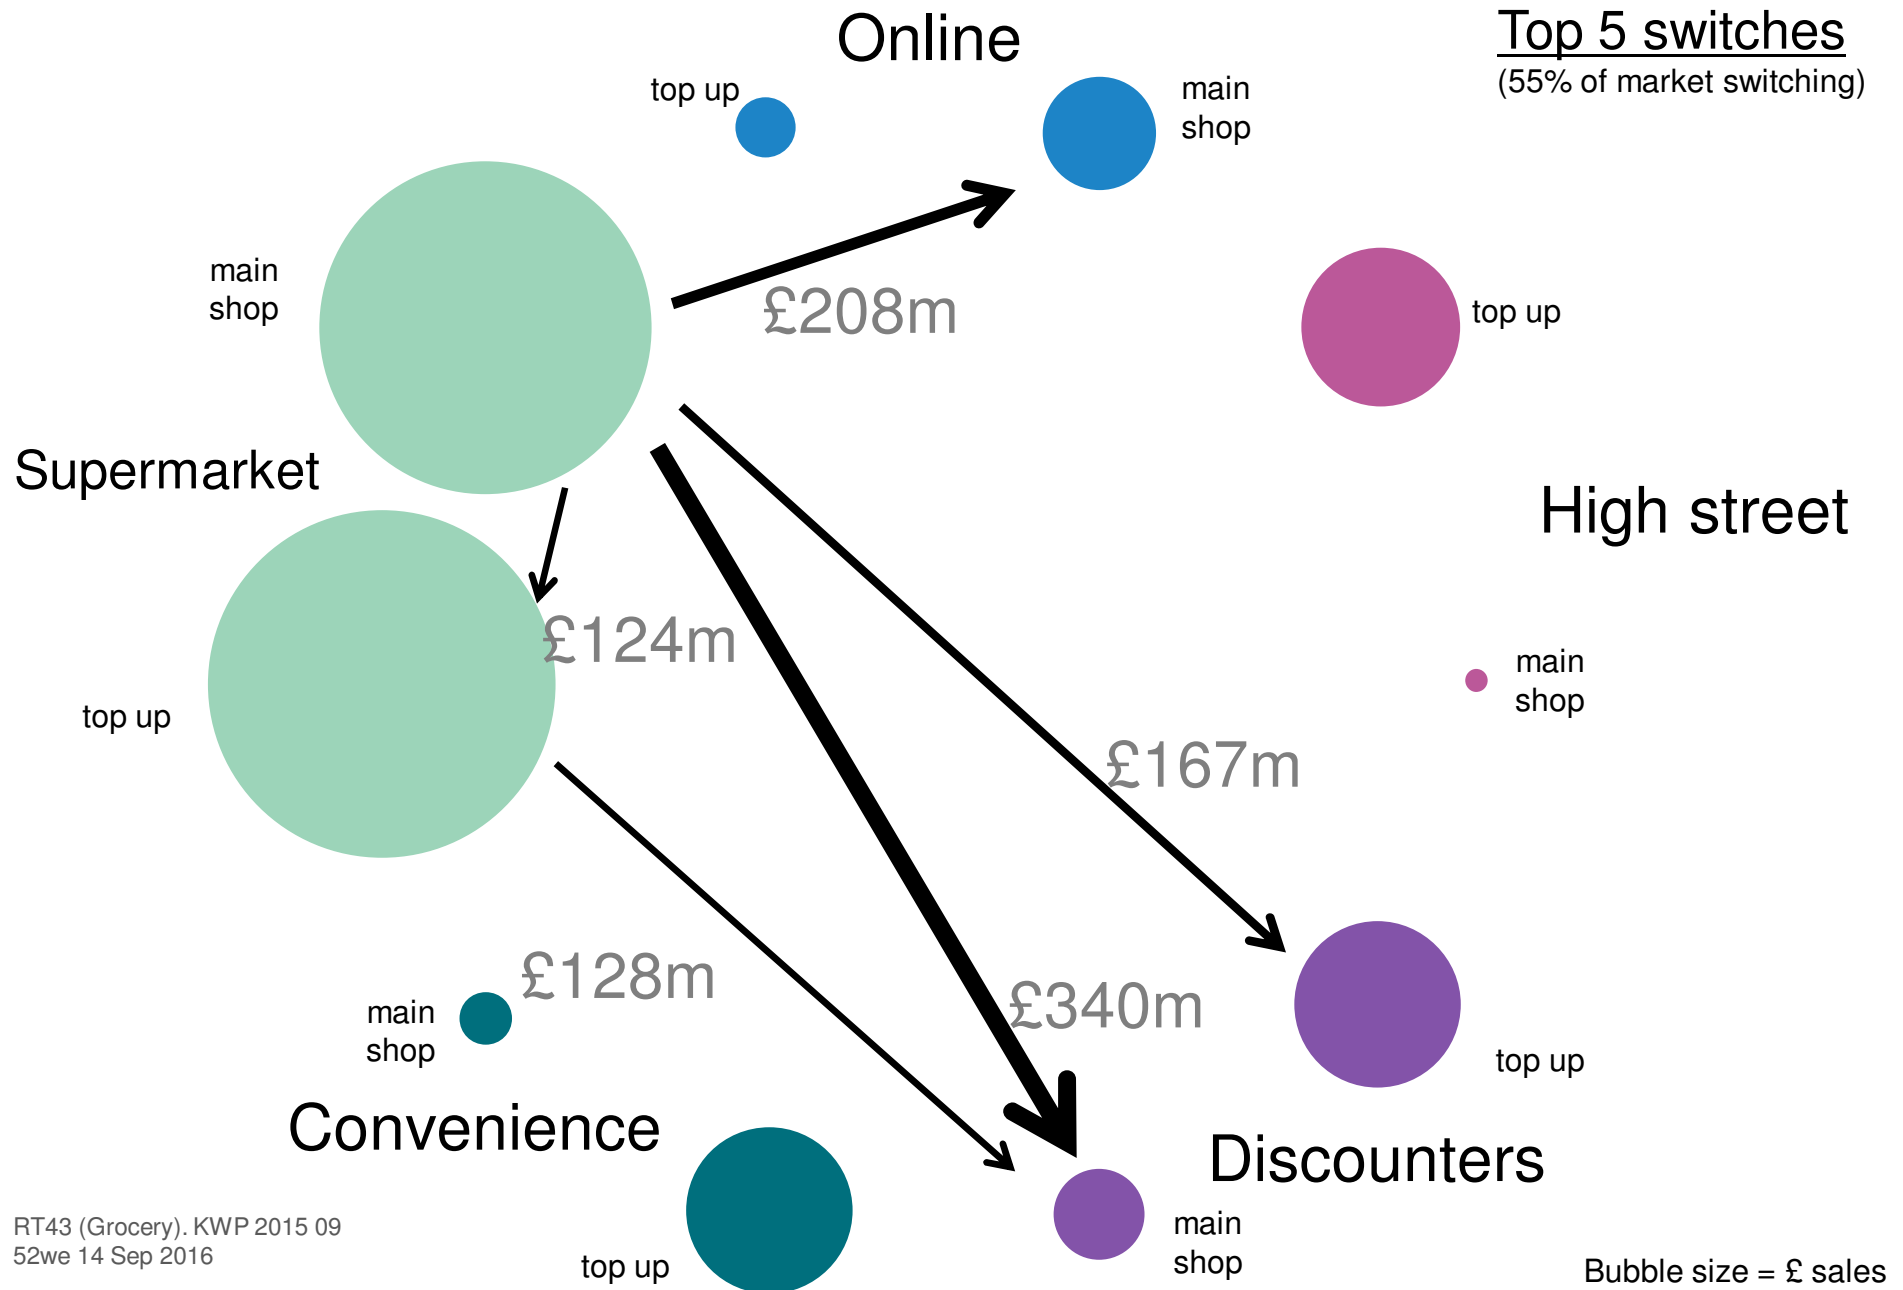 Online
Top 5 switches
(55% of market switching)
top up
main
shop
main
shop
£208m
top up
Supermarket
High street
£124m
main
shop
top up
£167m
£128m
£340m
main
shop
top up
Convenience
Discounters
main
shop
top up
RT43 (Grocery). KWP 2015 09
52we 14 Sep 2016
Bubble size = £ sales